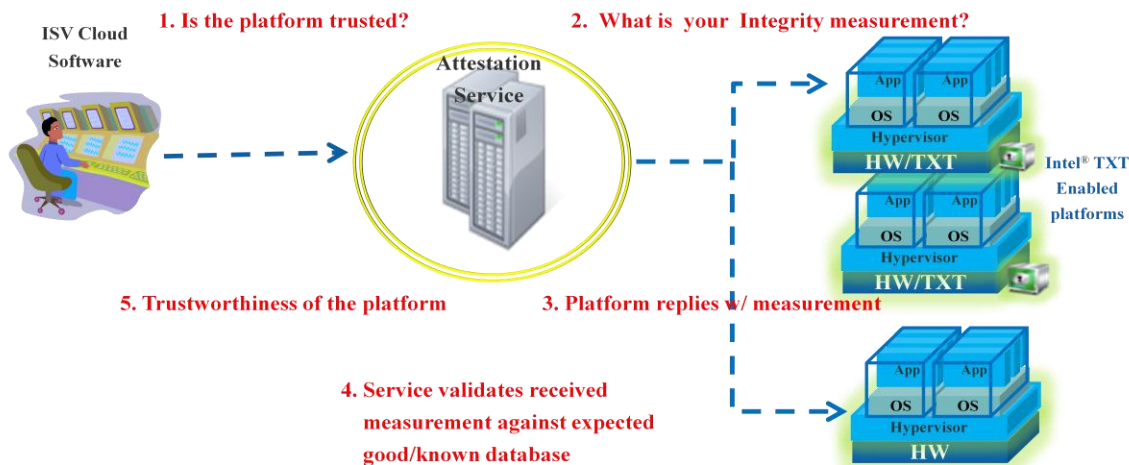 1. Is the platform trusted?
2. What is your Integrity measurement?
ISV Cloud
Software
Attestation
Service
App
App
OS
OS
Hypervisor
HW/TXT
Intel® TXT
Enabled
platforms
App
App
OS
OS
Hypervisor
HW/TXT
5. Trustworthiness of the platform
3. Platform replies w/ measurement
App
App
OS
OS
Hypervisor
HW
4. Service validates received
measurement against expected
good/known database